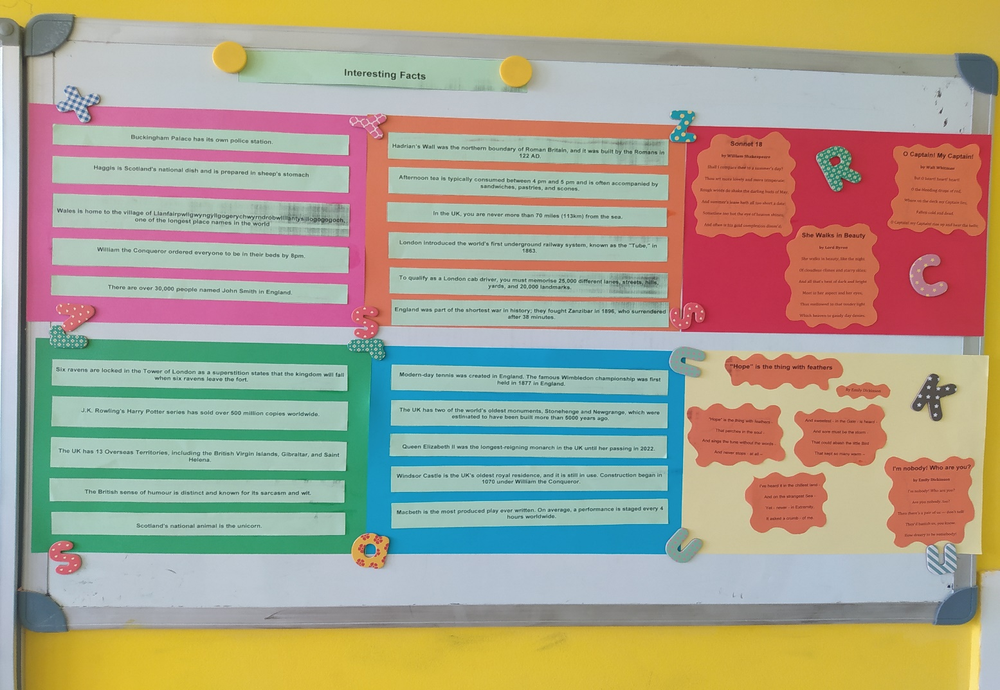 Interesting Facts
Buckingham Palace has its own police station.
Haggis is Scotland's national dish and is prepared in sheep's stomach
Wales is home to the village of Llanfairpwllgwyngyllgogerychwyrndrobwllllantysiliogogogoch,
one of the longest place names in the world
William the Conqueror ordered everyone to be in their beds by 8pm.
There are over 30,000 people named John Smith in England.
Hadrian's Wall was the northern boundary of Roman Britain, and it was built by the Romans in
122 AD.
Afternoon tea is typically consumed between 4 pm and 5 pm and is often accompanied by
sandwiches, pastries, and scones.
In the UK, you are never more than 70 miles (113km) from the sea.
London introduced the world's first underground railway system, known as the "Tube," in
1863.
To qualify as a London cab driver, you must memorise 25,000 different lanes, streets, hills,
yards, and 20,000 landmarks.
England was part of the shortest war in history; they fought Zanzibar in 1896, who surrendered
after 38 minutes.
Sonnet 18
by William Shakespeare
Shall I compare thee to a summer's day?
Thou art more lovely and more temperate:
Rough winds do shake the darling buds of May,
And summer's lease hath all too short a date:
Sometime too hot the eye of heaven shines,
And often is his gold complexion dimm'd;
O Captain! My Captain!
by Walt Whitman
But O heart! heart! heart!
O the bleeding drops of red,
Where on the deck my Captain lies,
Fallen cold and dead.
O Captain! my Captain! rise up and hear the bells;
She Walks in Beauty
by Lord Byron
She walks in beauty, like the night
Of cloudless climes and starry skies;
And all that's best of dark and bright
Meet in her aspect and her eyes;
Thus mellowed to that tender light
Which heaven to gaudy day denies.
Six ravens are locked in the Tower of London as a superstition states that the kingdom will fall
when six ravens leave the fort.
J.K. Rowling's Harry Potter series has sold over 500 million copies worldwide.
The UK has 13 Overseas Territories, including the British Virgin Islands, Gibraltar, and Saint
Helena.
The British sense of humour is distinct and known for its sarcasm and wit.
Scotland's national animal is the unicorn.
Modern-day tennis was created in England. The famous Wimbledon championship was first
held in 1877 in England.
The UK has two of the world's oldest monuments, Stonehenge and Newgrange, which were
estimated to have been built more than 5000 years ago.
Queen Elizabeth II was the longest-reigning monarch in the UK until her passing in 2022.
Windsor Castle is the UK's oldest royal residence, and it is still in use. Construction began in
1070 under William the Conqueror.
Macbeth is the most produced play ever written. On average, a performance is staged every 4
hours worldwide.
"Hope" is the thing with feathers
By Emily Dickinson
"Hope" is the thing with feathers -
That perches in the soul -
And sings the tune without the words -
And never stops - at all -
And sweetest - in the Gale - is heard -
And sore must be the storm -
That could abash the little Bird
That kept so many warm -
I've heard it in the chillest land -
And on the strangest Sea -
Yet - never - in Extremity,
It asked a crumb - of me.
I'm nobody! Who are you?
by Emily Dickinson
I'm nobody! Who are you?
Are you nobody, too?
Then there's a pair of us — don't tell!
They'd banish us, you know.
How dreary to be somebody!
X
Y
Z
R
C
L
S
S
K
S
a
U
U